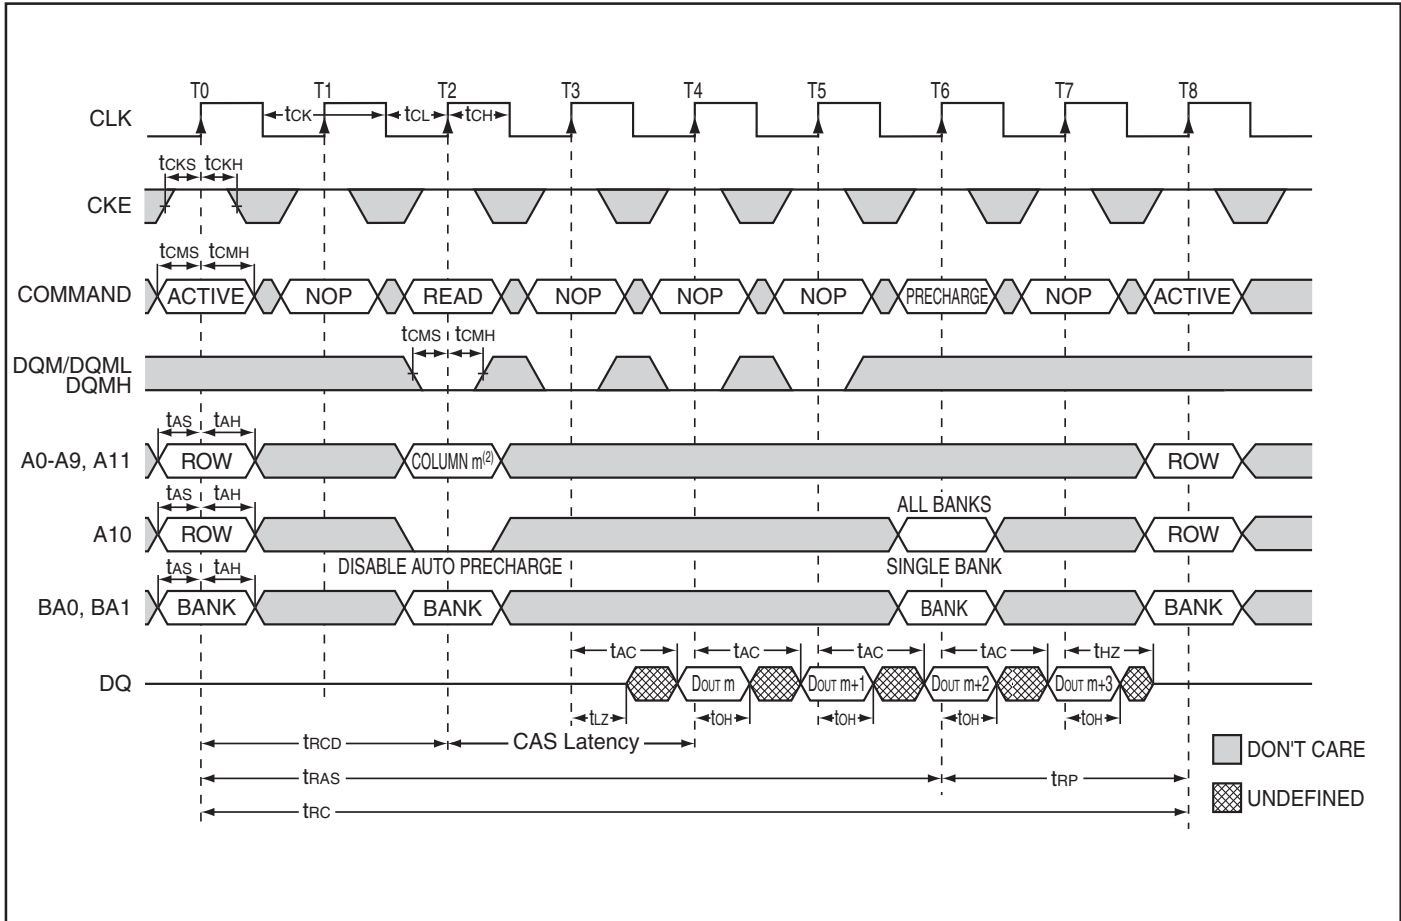 T0 T1 T2 T3 T4 T5 T6 T7 T8
CLK tCK tCL tCH
tCKS tCKH
CKE
tCMS tCMH
COMMAND ACTIVE NOP READ NOP NOP NOP PRECHARGE NOP ACTIVE
tCMS tCMH
DQM/DQML
DQMH
tAS tAH
A0-A9, A11 ROW COLUMN m(2) ROW
tAS tAH ALL BANKS
A10 ROW ROW
DISABLE AUTO PRECHARGE SINGLE BANK
tAS tAH
BA0, BA1 BANK BANK BANK BANK
tAC tAC tAC tAC tHZ
DQ DOUT m DOUT m+1 DOUT m+2 DOUT m+3
tLZ tOH tOH tOH tOH
tRCD CAS Latency
DON'T CARE
tRAS tRP
UNDEFINED
tRC